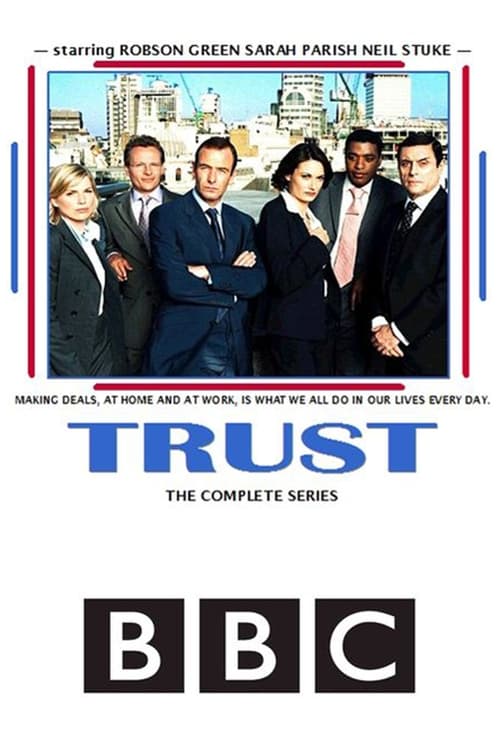 — starring ROBSON GREEN SARAH PARISH NEIL STUKE —
MAKING DEALS, AT HOME AND AT WORK, IS WHAT WE ALL DO IN OUR LIVES EVERY DAY.
TRUST
THE COMPLETE SERIES
BBC